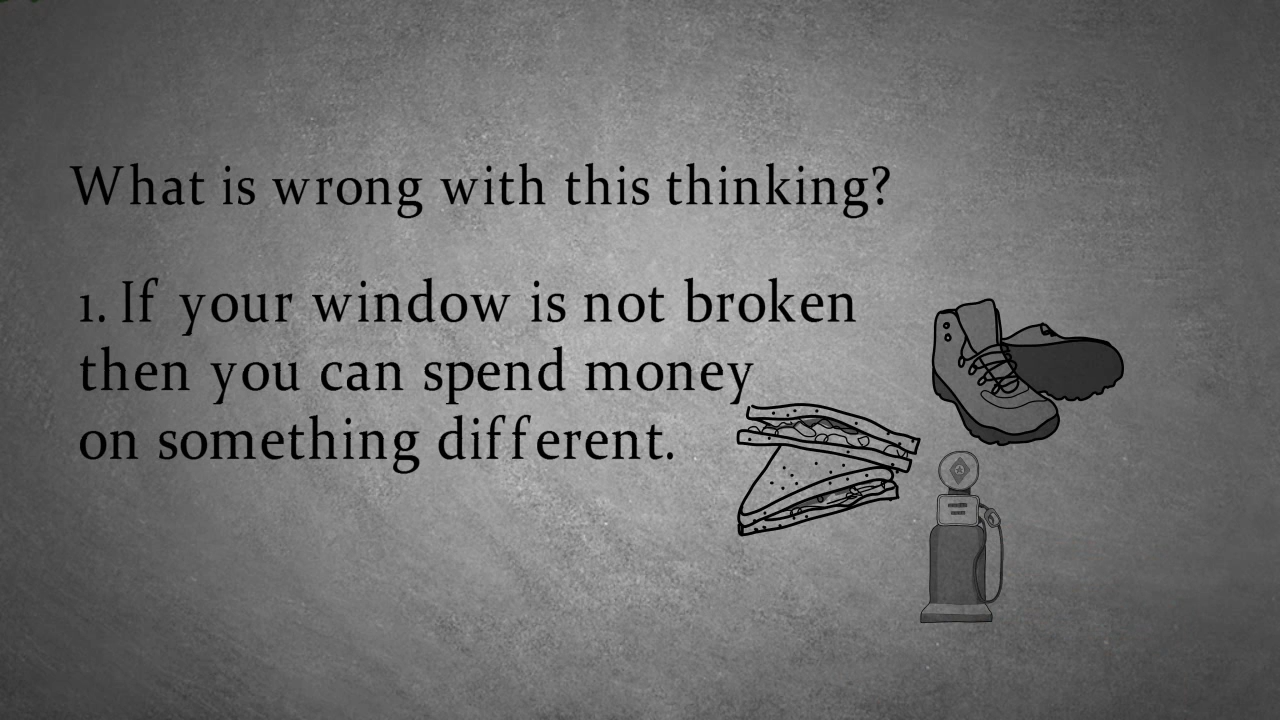 What is wrong with this thinking?
1. If your window is not broken
then you can spend money
on something different.